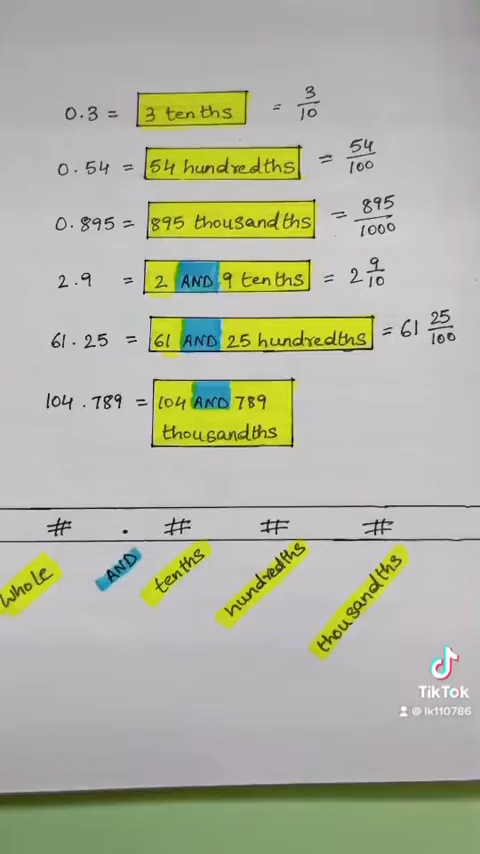 0.3 = 3 tenths = 3/10
0.54 = 54 hundredths = 54/100
0.895 = 895 thousandths = 895/1000
2.9 = 2 AND 9 tenths = 2 9/10
61.25 = 61 AND 25 hundredths = 61 25/100
104.789 = 104 AND 789
thousandths
# . # # #
whole AND tenths hundredths thousandths
TikTok
@lk110786